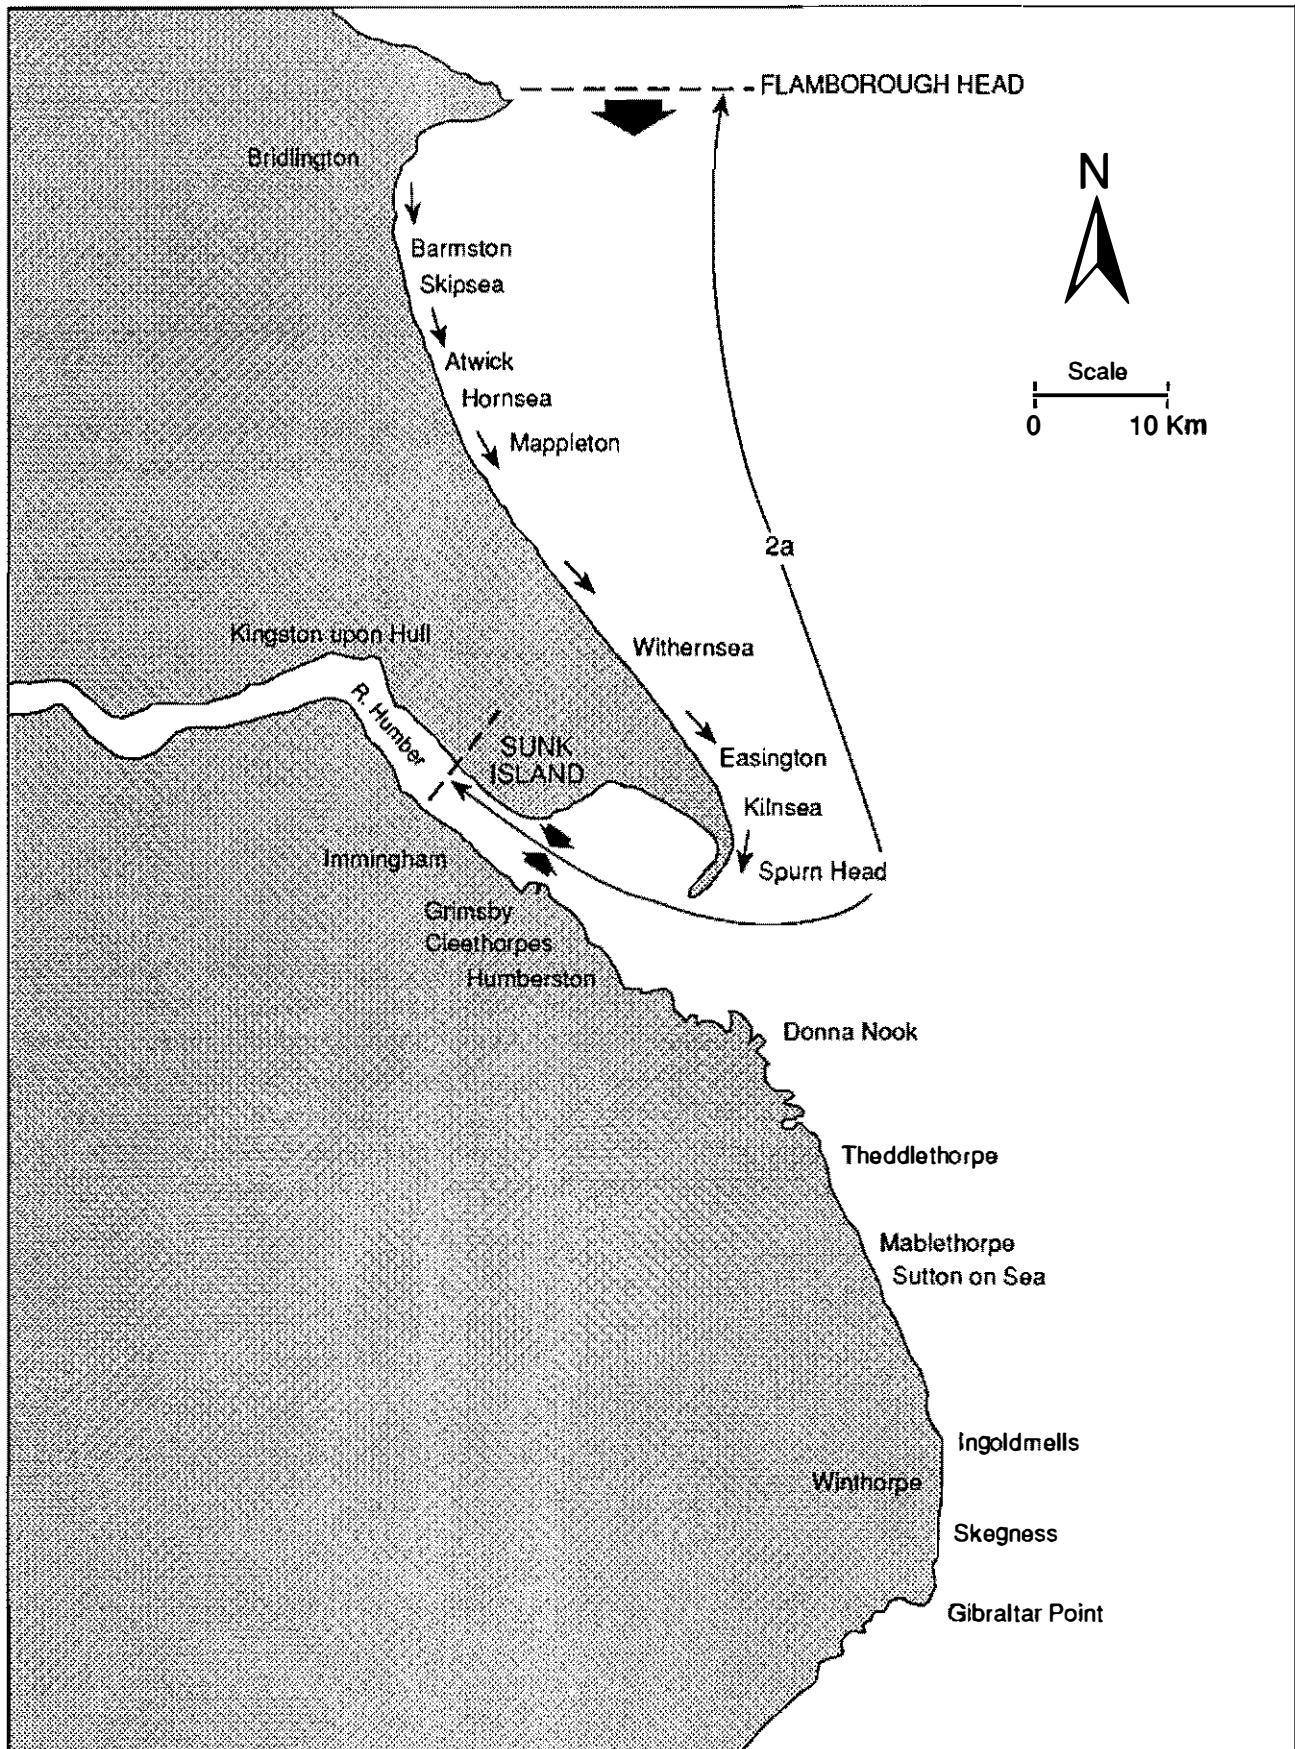 FLAMBOROUGH HEAD
Bridlington
N
Barmston
Skipsea
Atwick
Scale
Hornsea
0 10 Km
Mappleton
2a
Kingston upon Hull
Withernsea
R. Humber
SUNK
ISLAND
Easington
Kilnsea
Immingham
Spurn Head
Grimsby
Cleethorpes
Humberston
Donna Nook
Theddlethorpe
Mablethorpe
Sutton on Sea
Ingoldmells
Winthorpe
Skegness
Gibraltar Point